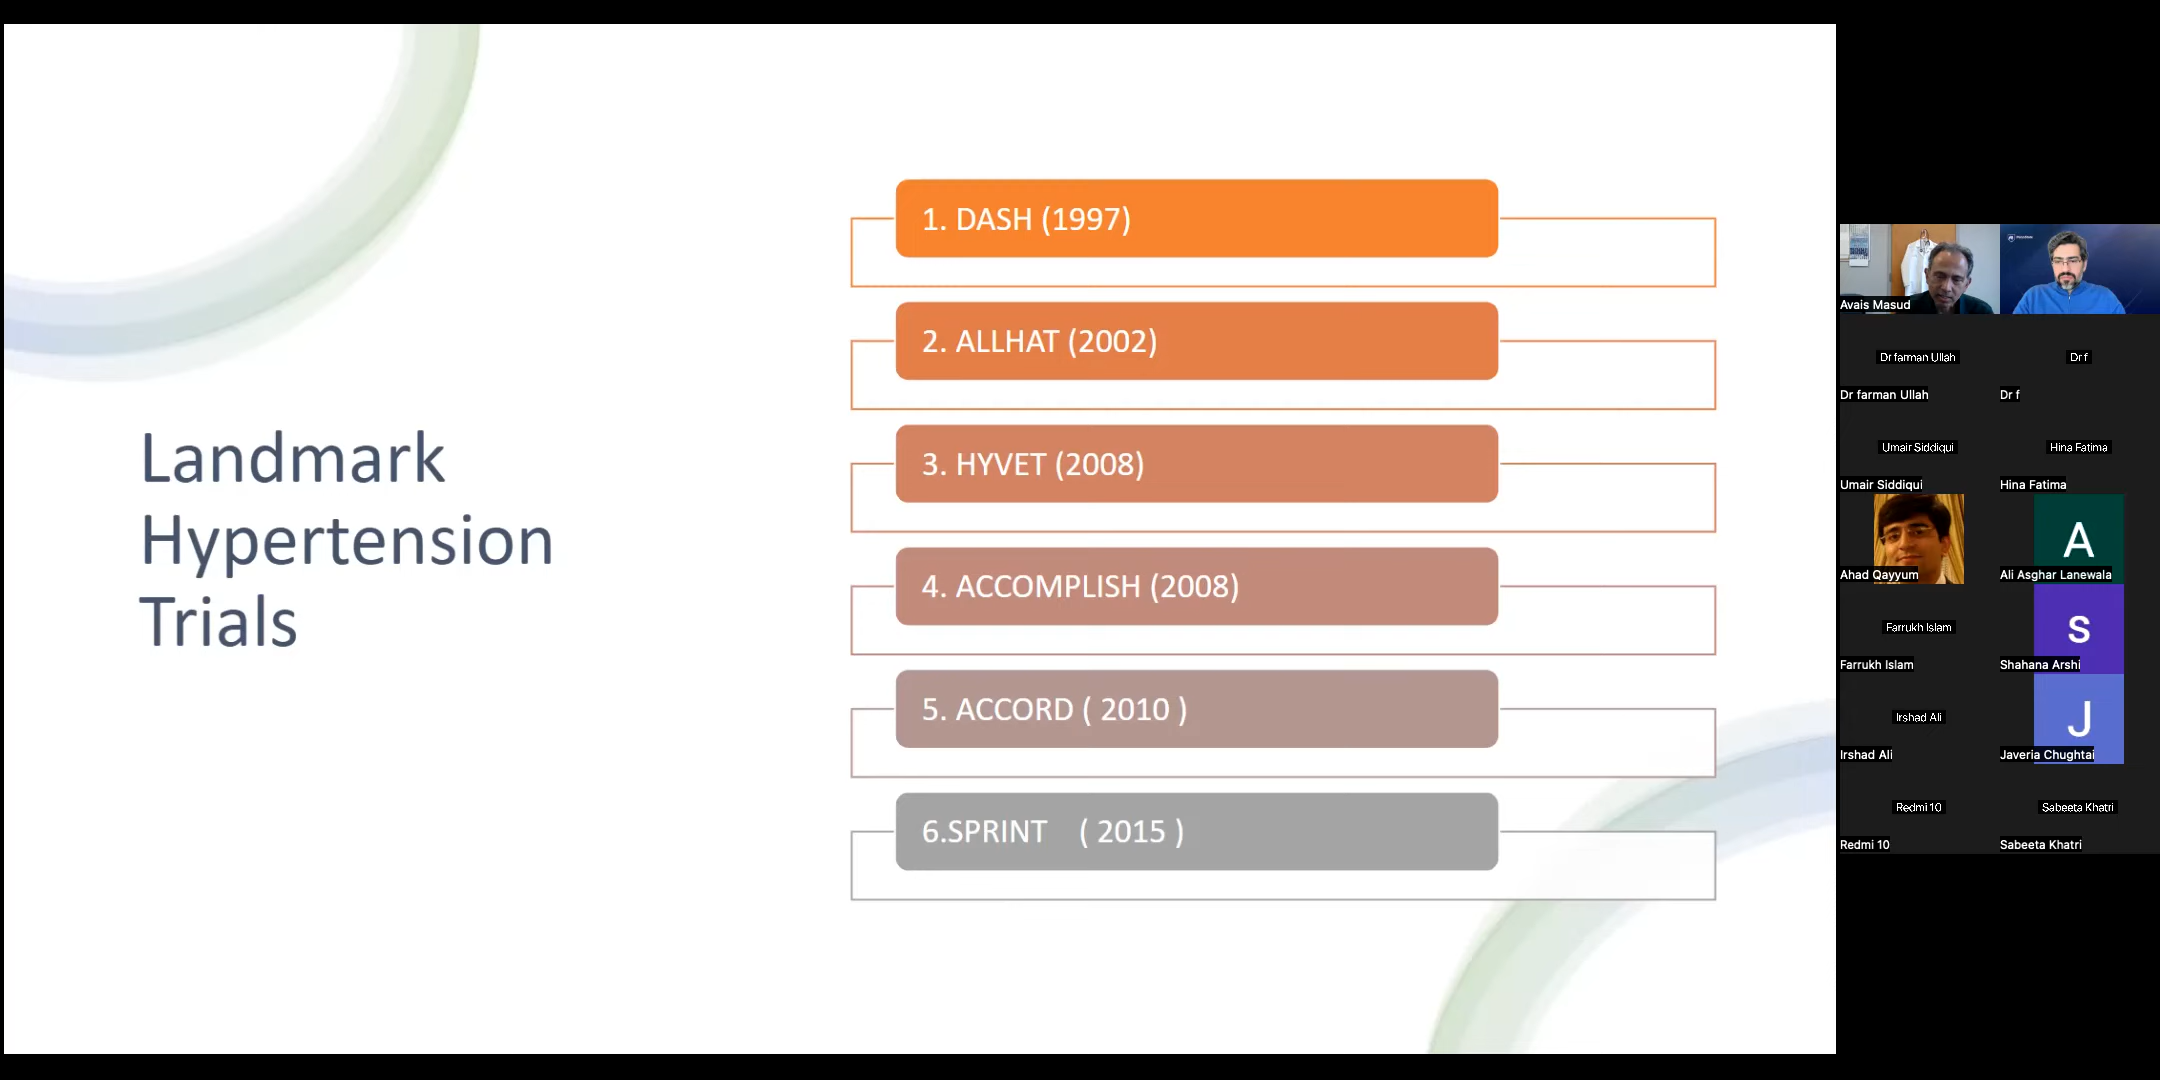 Landmark
Hypertension
Trials
1. DASH (1997)
2. ALLHAT (2002)
3. HYVET (2008)
4. ACCOMPLISH (2008)
5. ACCORD ( 2010 )
6.SPRINT ( 2015 )
Avais Masud
Dr farman Ullah
Dr farman Ullah
Dr f
Dr f
Umair Siddiqui
Umair Siddiqui
Hina Fatima
Hina Fatima
Ahad Qayyum
A
Ali Asghar Lanewala
Farrukh Islam
Farrukh Islam
S
Shahana Arshi
Irshad Ali
Irshad Ali
J
Javeria Chughtai
Redmi 10
Redmi 10
Sabeeta Khatri
Sabeeta Khatri